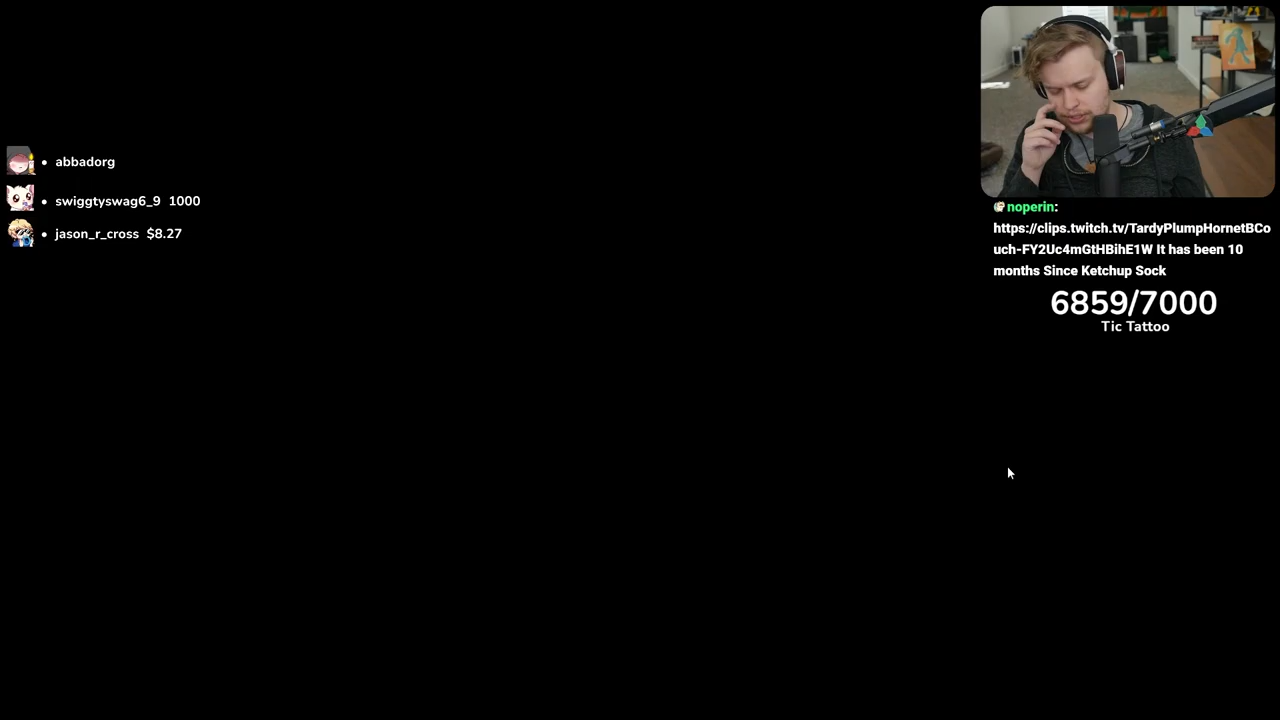 abbadorg
swiggtyswag6_9 1000
jason_r_cross $8.27
noperin:
https://clips.twitch.tv/TardyPlumpHornetBCo
uch-FY2Uc4mGtHBihE1W It has been 10
months Since Ketchup Sock
6859/7000
Tic Tattoo